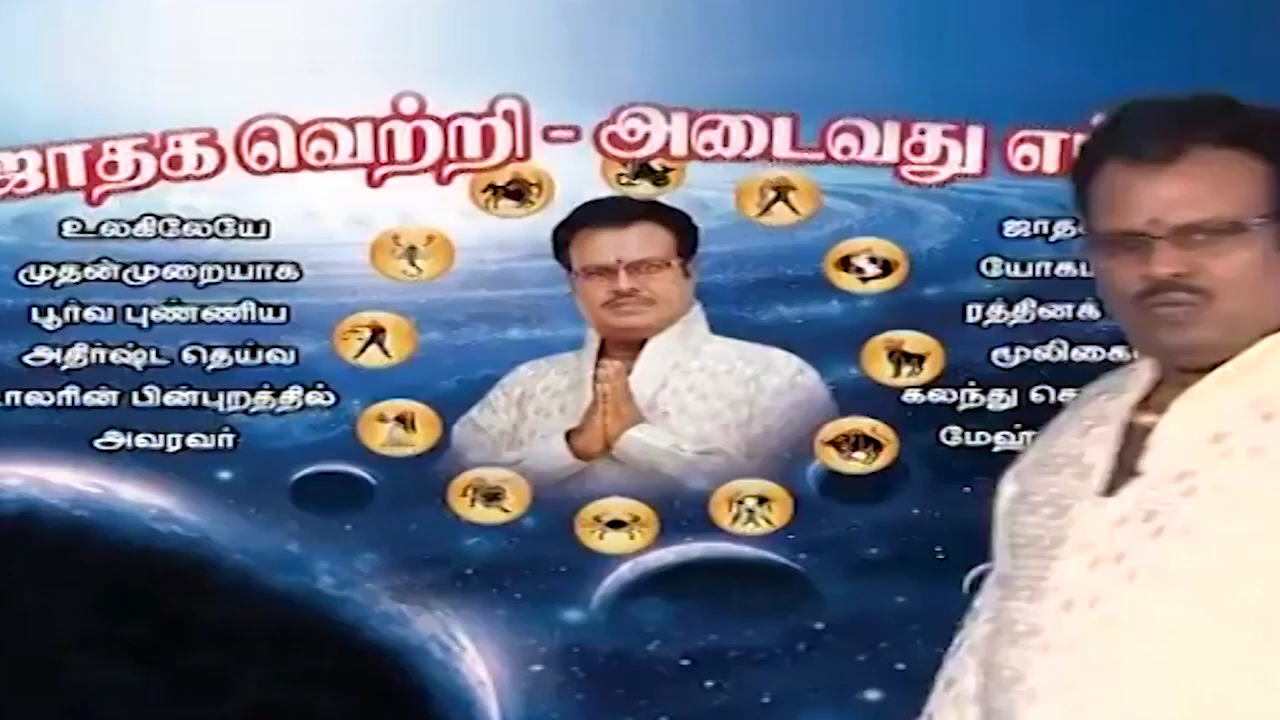 ஜாதக வெற்றி - அடைவது
உலகிலேயே
முதன்முறையாக
பூர்வ புண்ணிய
அதிர்ஷ்ட தெய்வ
பின்புறத்தில்
அவரவர்
ரத்தினக்
கலந்து